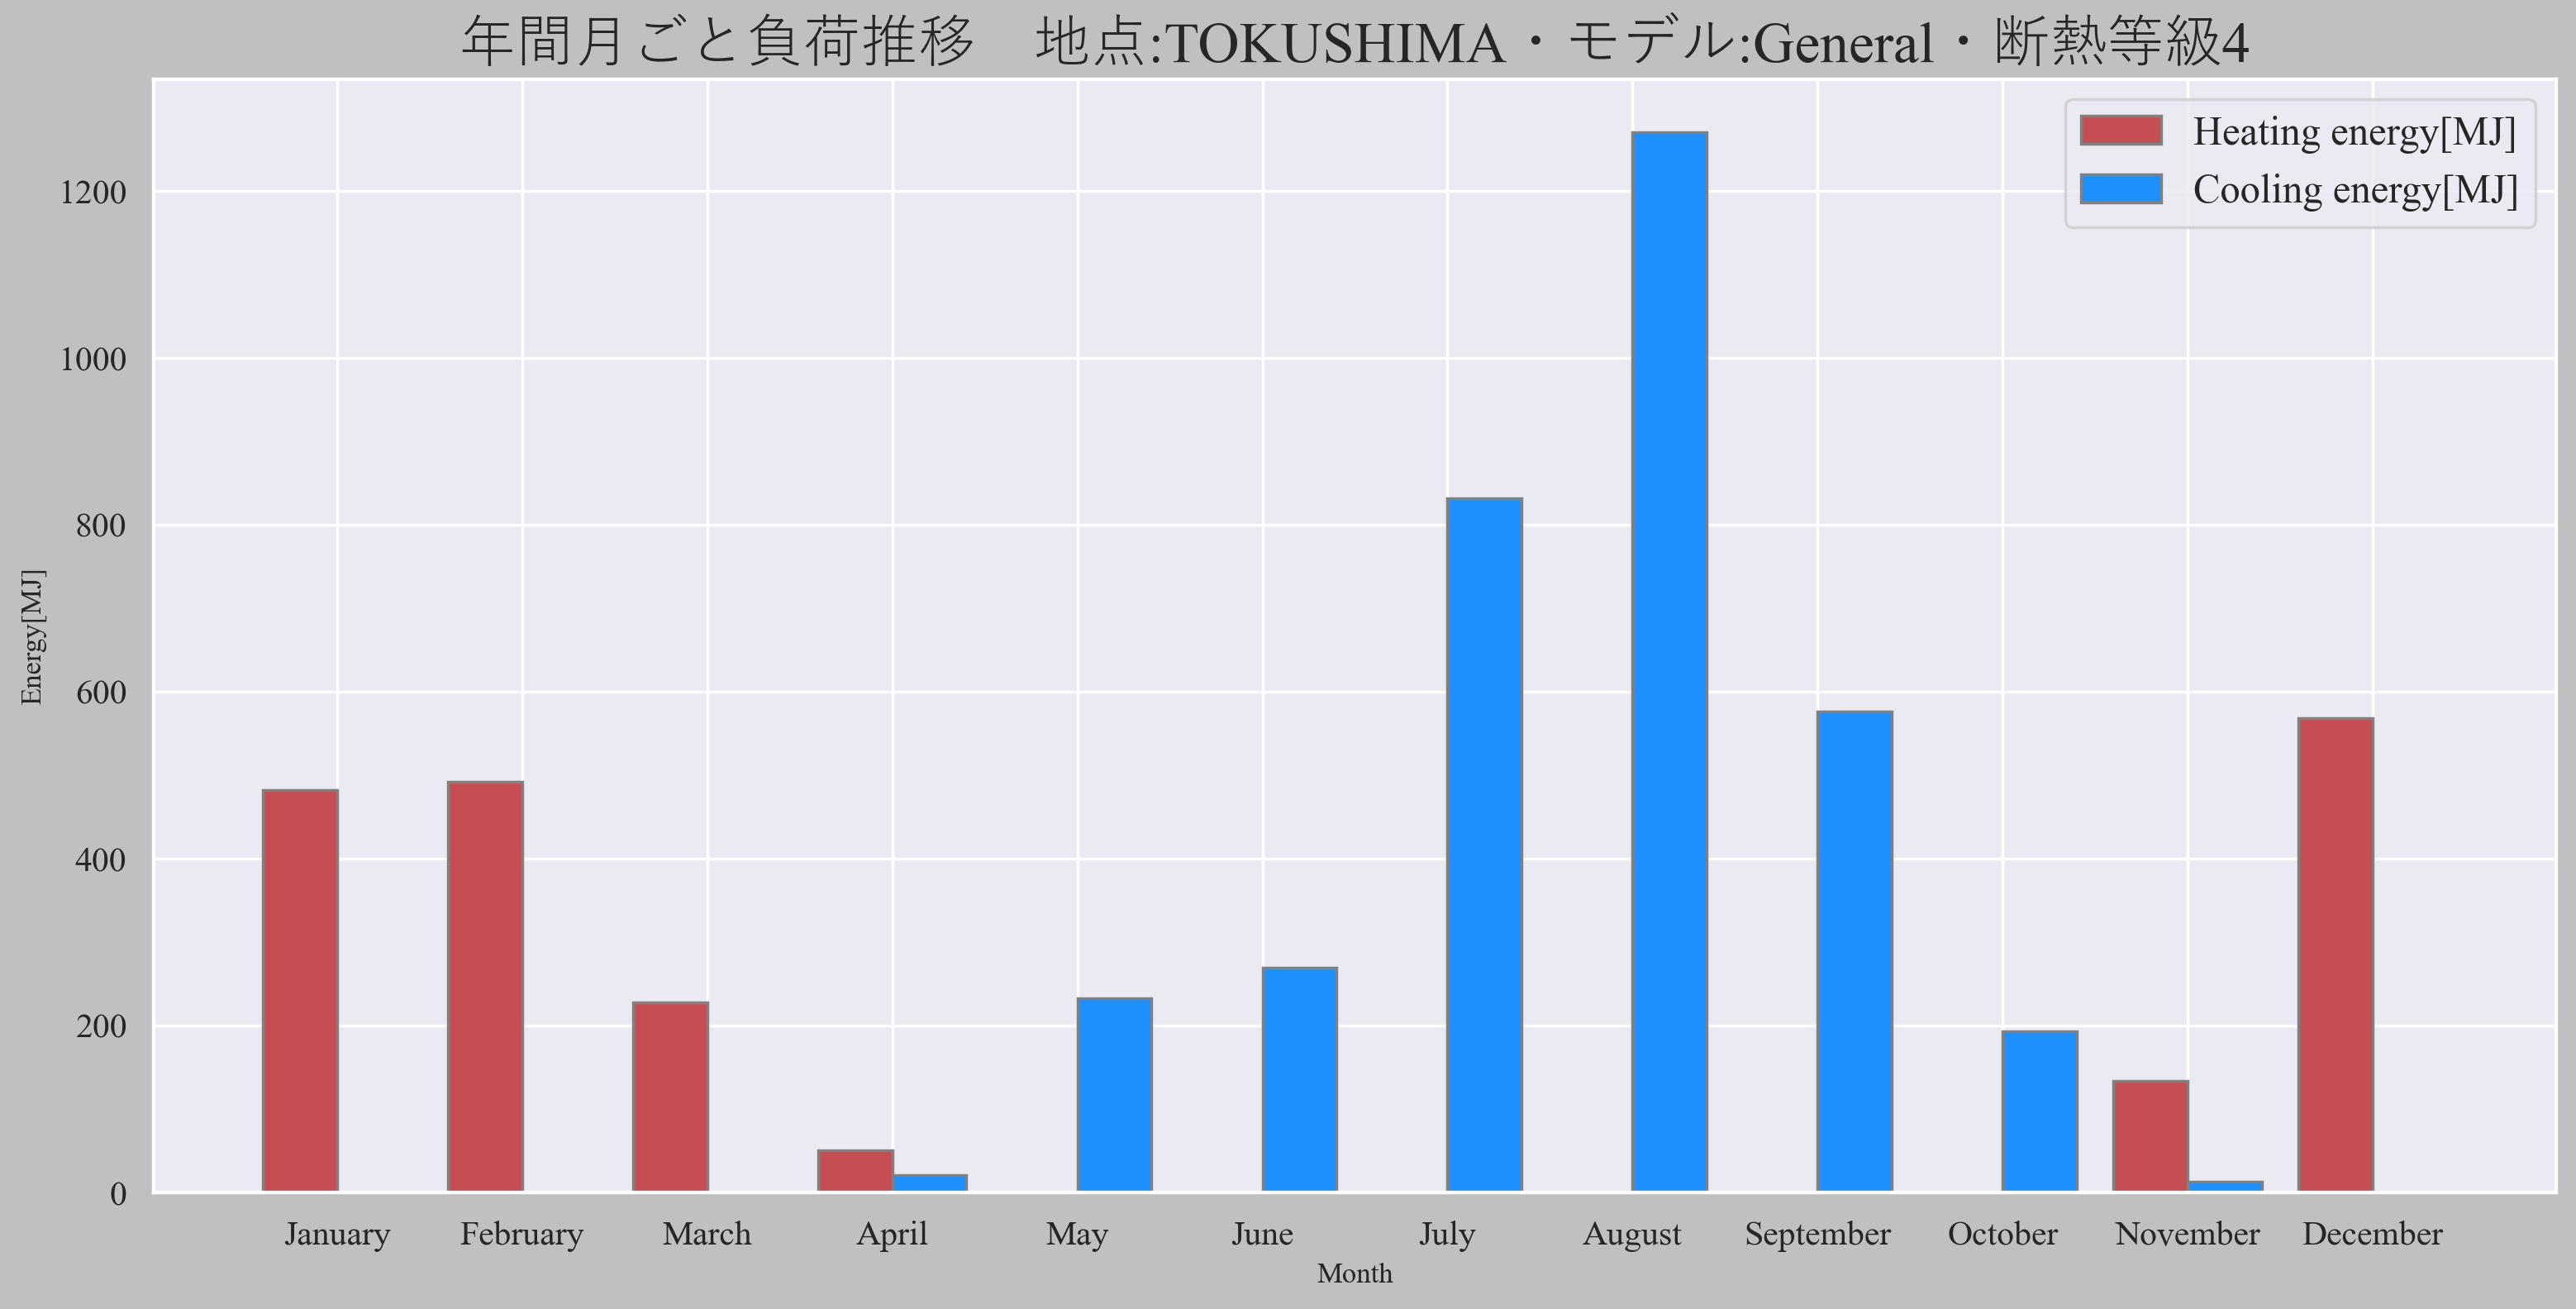 年間月ごと負荷推移　地点:TOKUSHIMA・モデル:General・断熱等級4
Heating energy[MJ]
Cooling energy[MJ]
Energy[MJ]
1200
1000
800
600
400
200
0
January February March April May June July August September October November December
Month